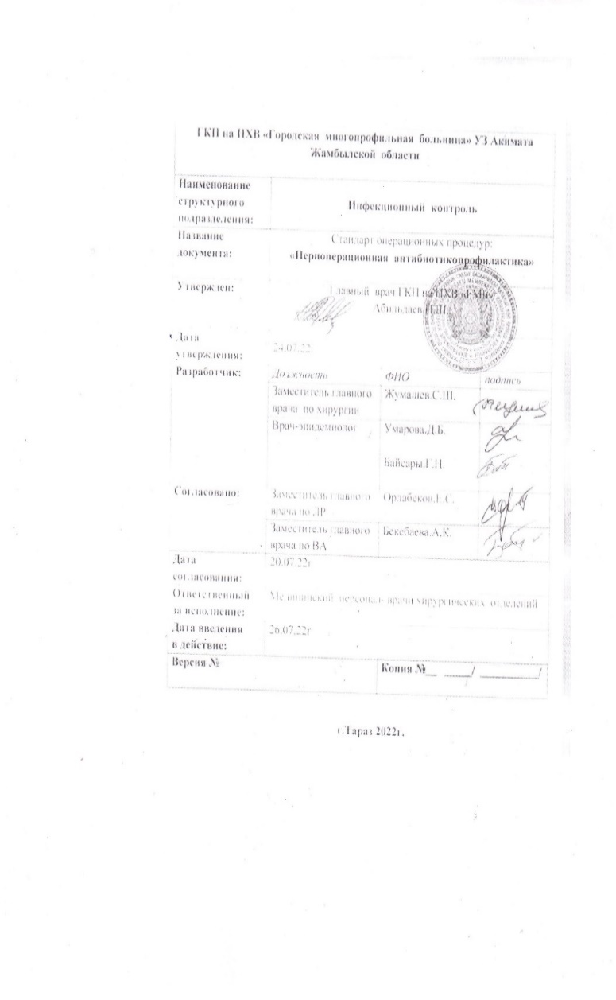 ГКП на ПХВ «Городская многопрофильная больница» УЗ Акимата
Жамбылской области
Наименование
структурного
подразделения:
Инфекционный контроль
Название
документа:
Стандарт операционных процедур:
«Периоперационная антибиотикопрофилактика»
Утвержден:
Главный врач ГКП на ПХВ «ГМБ»
Абильдаев
Дата
утверждения:
24.07.22г
Разработчик:
Должность ФИО подпись
Заместитель главного
врача по хирургии
Жумашев.С.Ш.
Врач-эпидемиолог
Умарова.Д.Б.
Байсары.Г.Н.
Согласовано:
Заместитель главного
врача по ЛР
Ордабеков.Е.С.
Заместитель главного
врача по ВА
Бекебаева.А.К.
Дата
согласования:
20.07.22г
Ответственный
за исполнение:
Медицинский персонал- врачи хирургических отделений
Дата введения
в действие:
26.07.22г
Версия №
Копия №__ _____/ ___________/
г.Тараз 2022г.